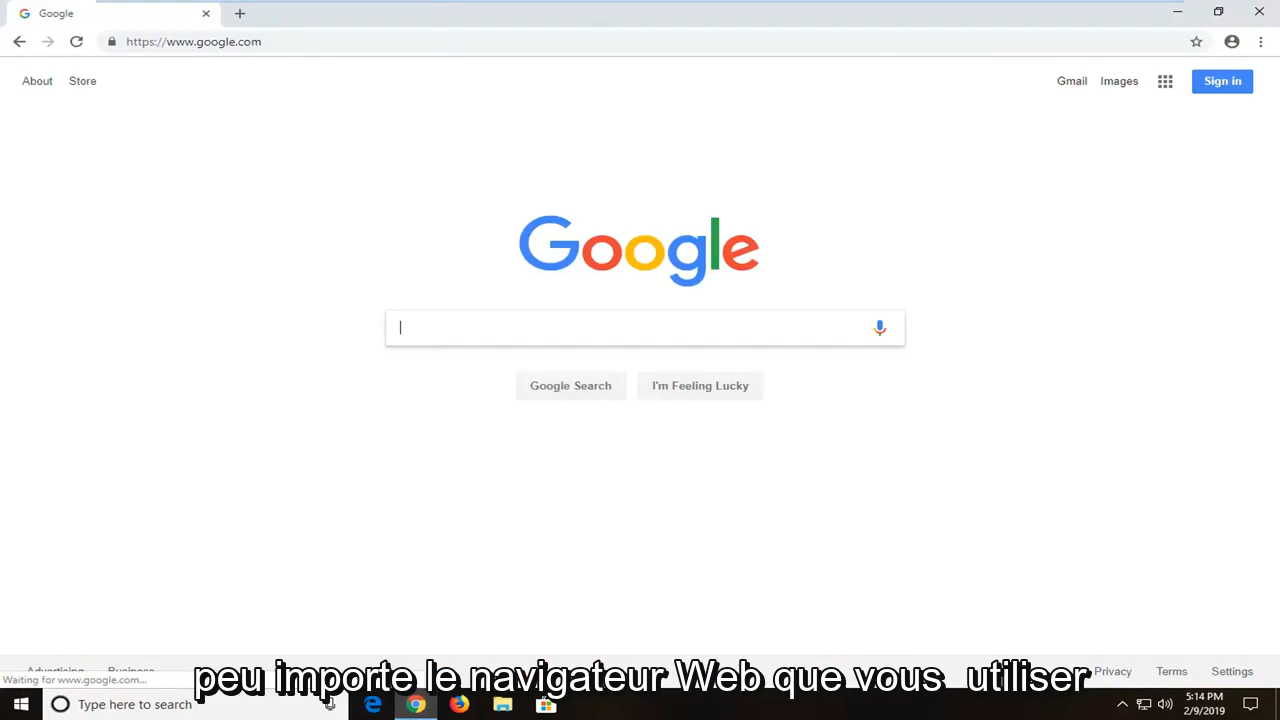 Google
https://www.google.com
About Store Gmail Images Sign in
Google
Google Search I'm Feeling Lucky
Advertising Business Privacy Terms Settings
Waiting for www.google.com...
peu importe le navigateur Web que vous utiliser
Type here to search
5:14 PM
2/9/2019